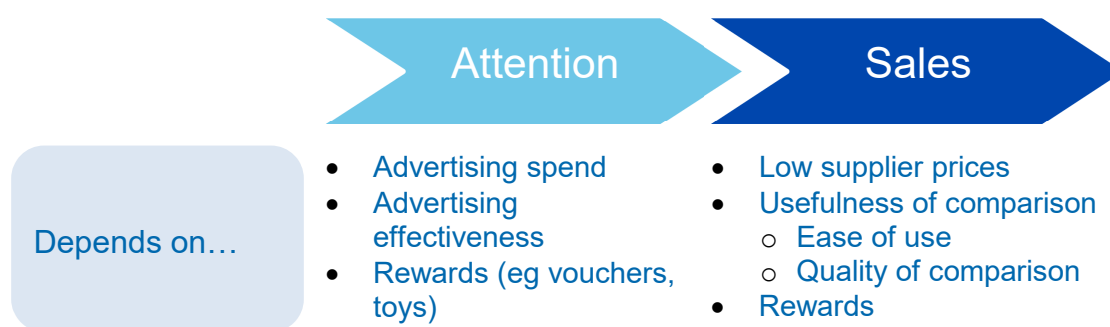 Attention
Sales
Depends on…
• Advertising spend
• Advertising
effectiveness
• Rewards (eg vouchers,
toys)
• Low supplier prices
• Usefulness of comparison
o Ease of use
o Quality of comparison
• Rewards